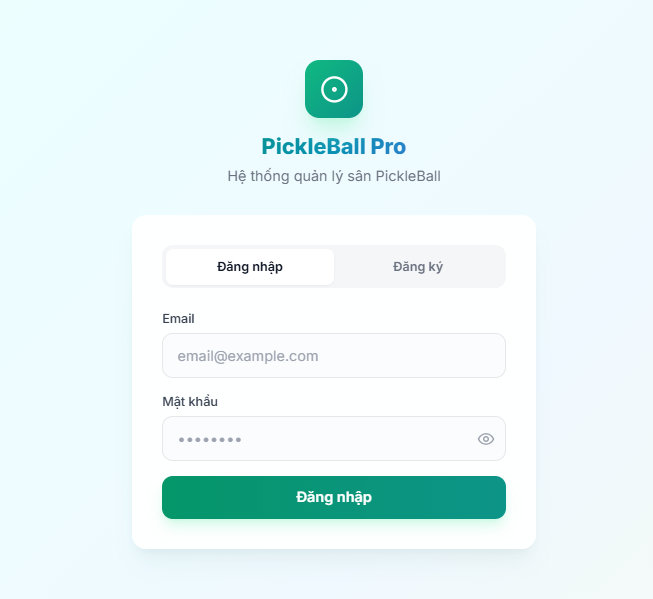 PickleBall Pro
Hệ thống quản lý sân PickleBall
Đăng nhập
Đăng ký
Email
email@example.com
Mật khẩu
••••••••
Đăng nhập